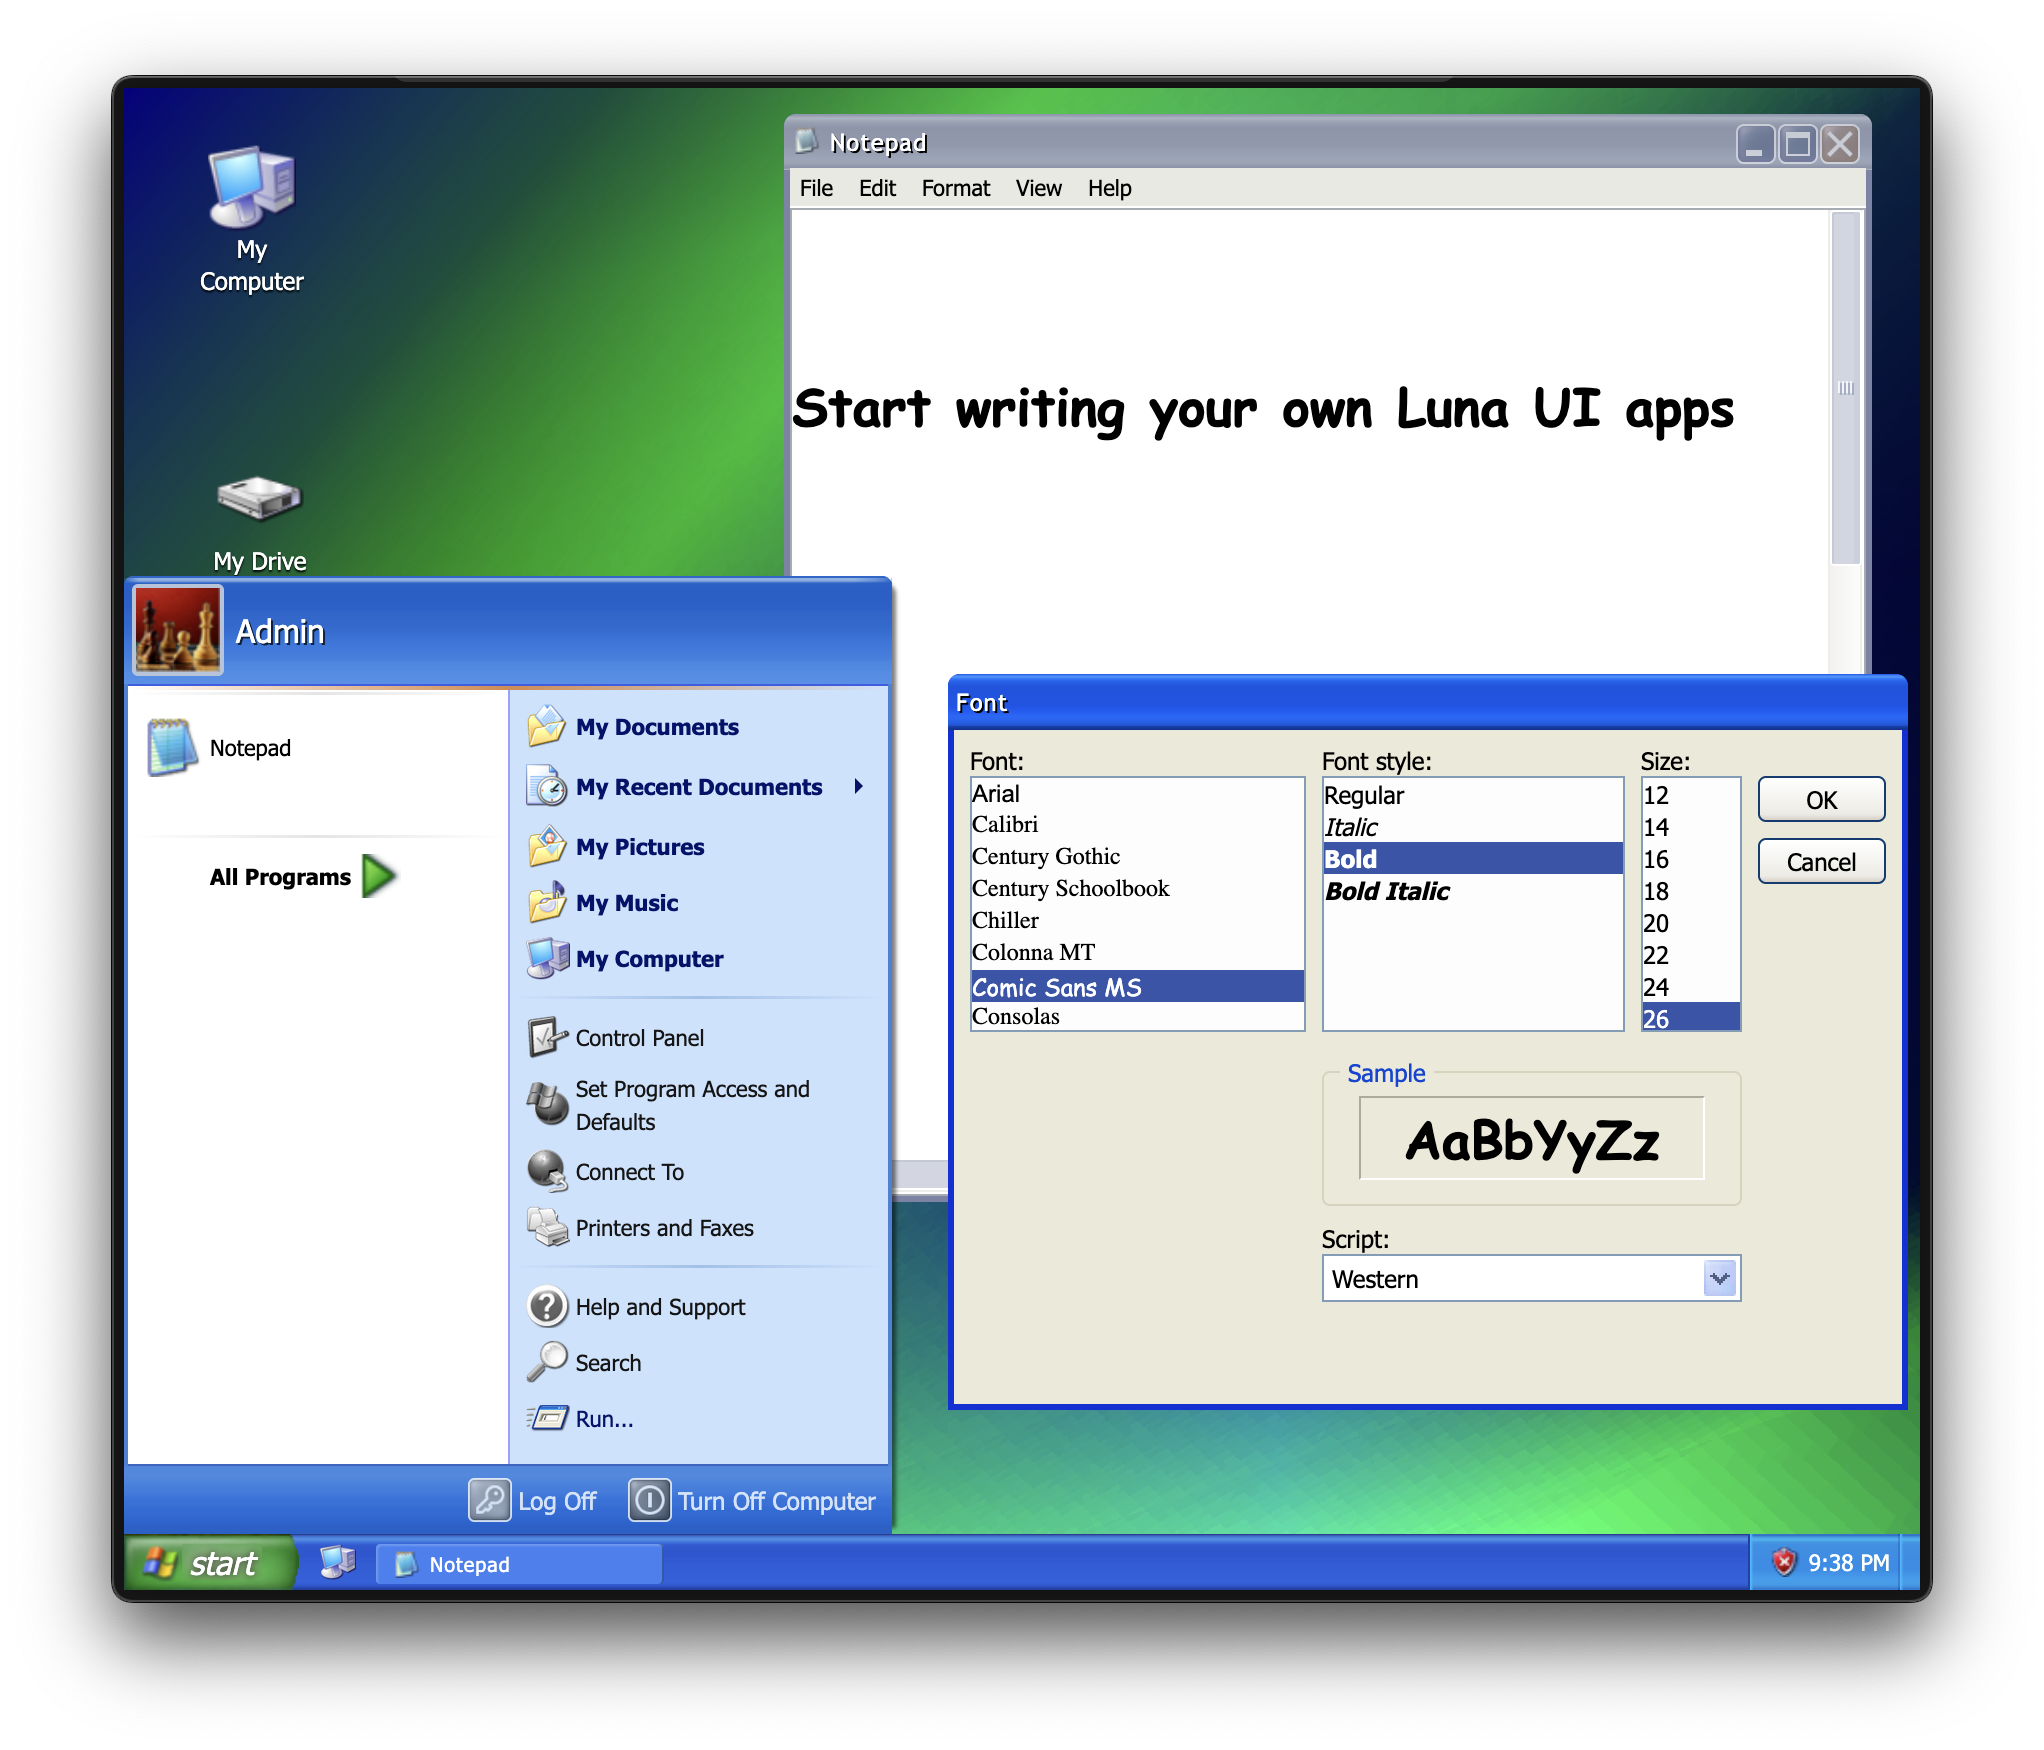 My
Computer
My Drive
Notepad
File Edit Format View Help
Start writing your own Luna UI apps
Admin
Notepad
All Programs
My Documents
My Recent Documents
My Pictures
My Music
My Computer
Control Panel
Set Program Access and
Defaults
Connect To
Printers and Faxes
Help and Support
Search
Run...
Log Off
Turn Off Computer
Font
Font:
Arial
Calibri
Century Gothic
Century Schoolbook
Chiller
Colonna MT
Comic Sans MS
Consolas
Font style:
Regular
Italic
Bold
Bold Italic
Size:
12
14
16
18
20
22
24
26
OK
Cancel
Sample
AaBbYyZz
Script:
Western
start
Notepad
9:38 PM